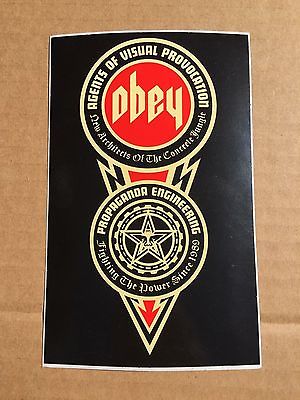 AGENTS OF VISUAL PROVOCATION
obey
New Architects Of The Concrete Jungle
PROPAGANDA ENGINEERING
Fighting The Power Since 1989